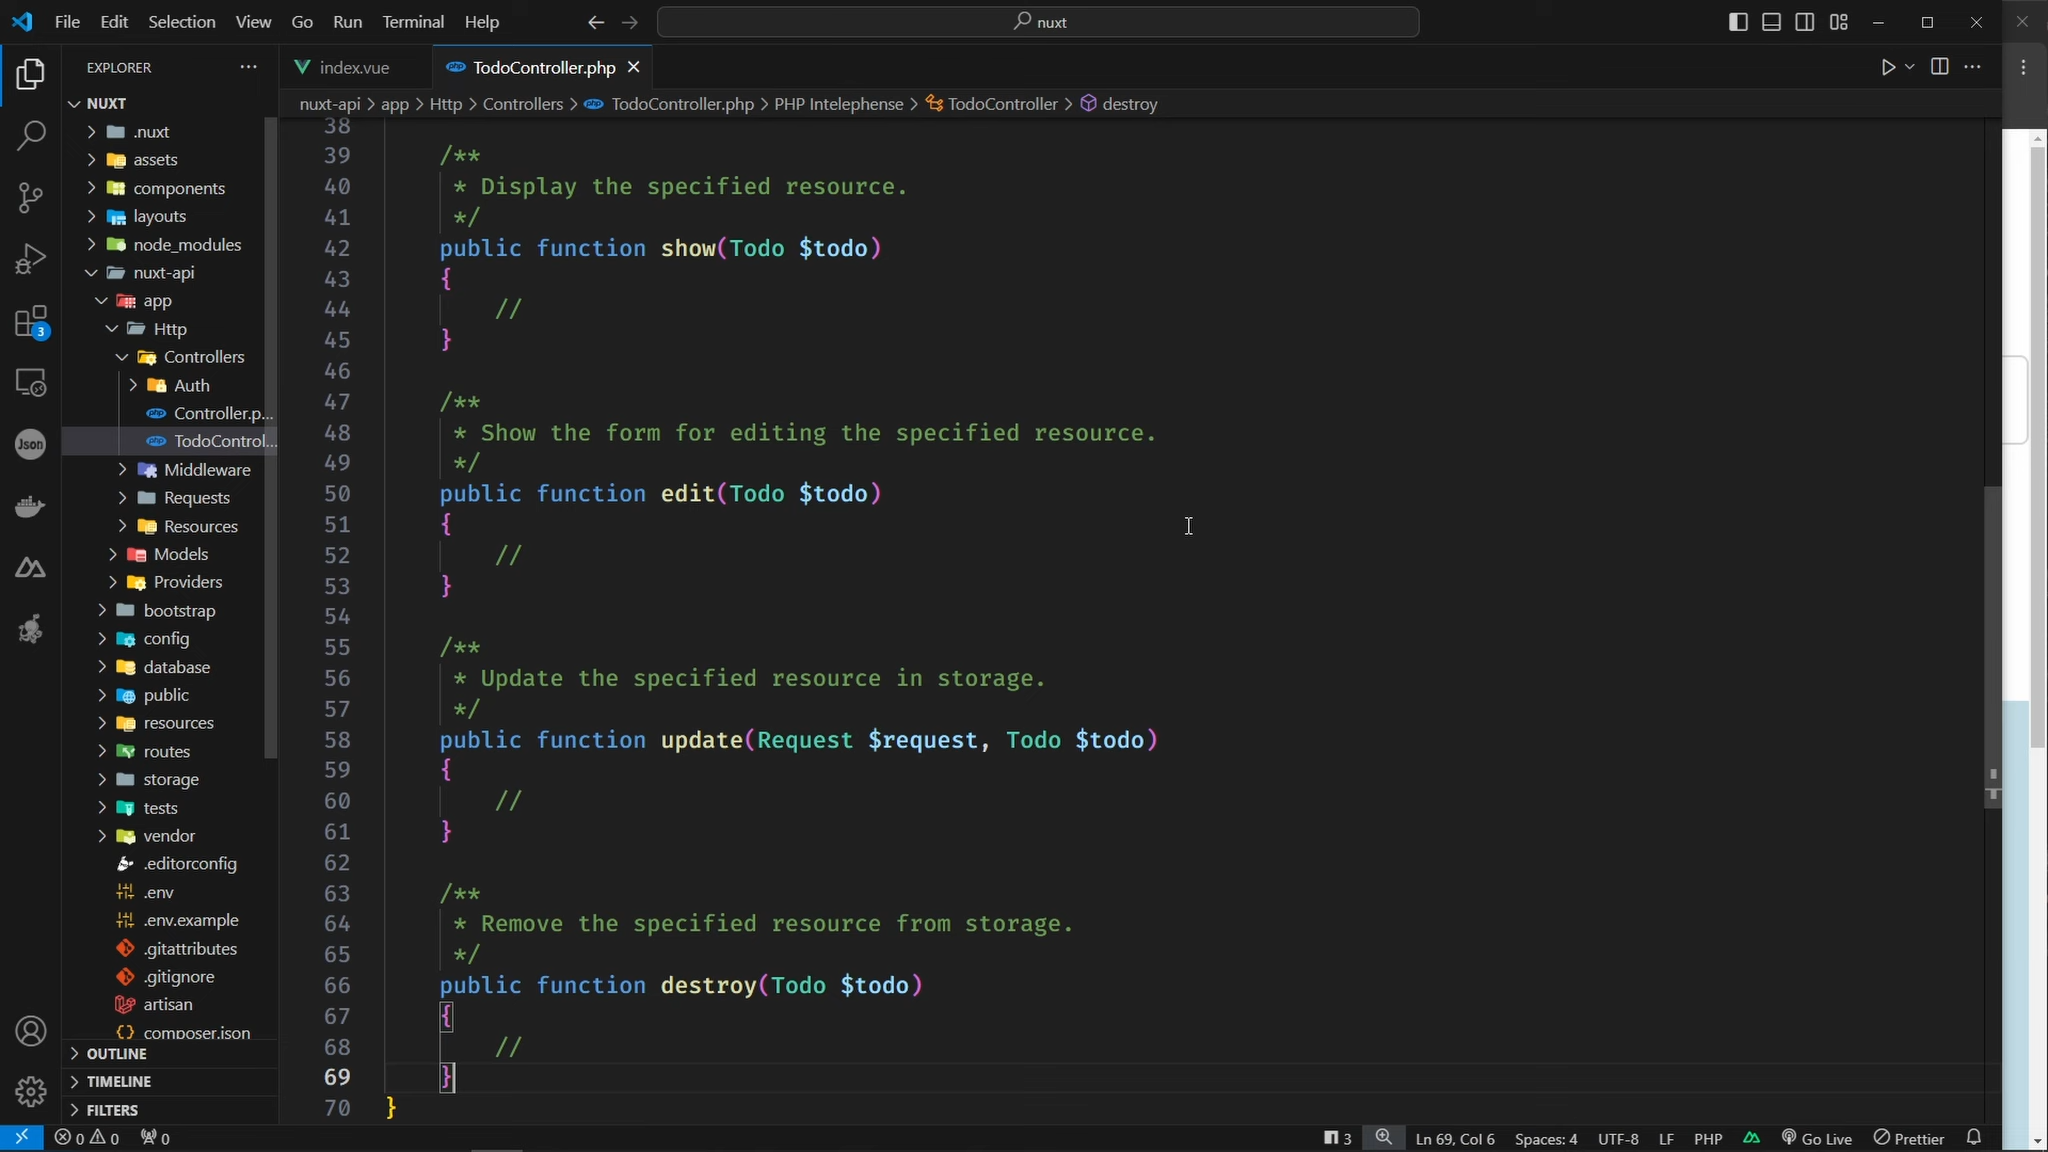 File Edit Selection View Go Run Terminal Help
nuxt
EXPLORER
index.vue
TodoController.php
nuxt-api > app > Http > Controllers > TodoController.php > PHP Intelephense > TodoController > destroy
NUXT
.nuxt
assets
components
layouts
node_modules
nuxt-api
app
Http
Controllers
Auth
Controller.p...
TodoControl...
Middleware
Requests
Resources
Models
Providers
bootstrap
config
database
public
resources
routes
storage
tests
vendor
.editorconfig
.env
.env.example
.gitattributes
.gitignore
artisan
composer.json
OUTLINE
TIMELINE
FILTERS
3
Json
38
39 /**
40 * Display the specified resource.
41 */
42 public function show(Todo $todo)
43 {
44 //
45 }
46
47 /**
48 * Show the form for editing the specified resource.
49 */
50 public function edit(Todo $todo)
51 {
52 //
53 }
54
55 /**
56 * Update the specified resource in storage.
57 */
58 public function update(Request $request, Todo $todo)
59 {
60 //
61 }
62
63 /**
64 * Remove the specified resource from storage.
65 */
66 public function destroy(Todo $todo)
67 {
68 //
69 }
70 }
0 0 0
3 Ln 69, Col 6 Spaces: 4 UTF-8 LF PHP Go Live Prettier